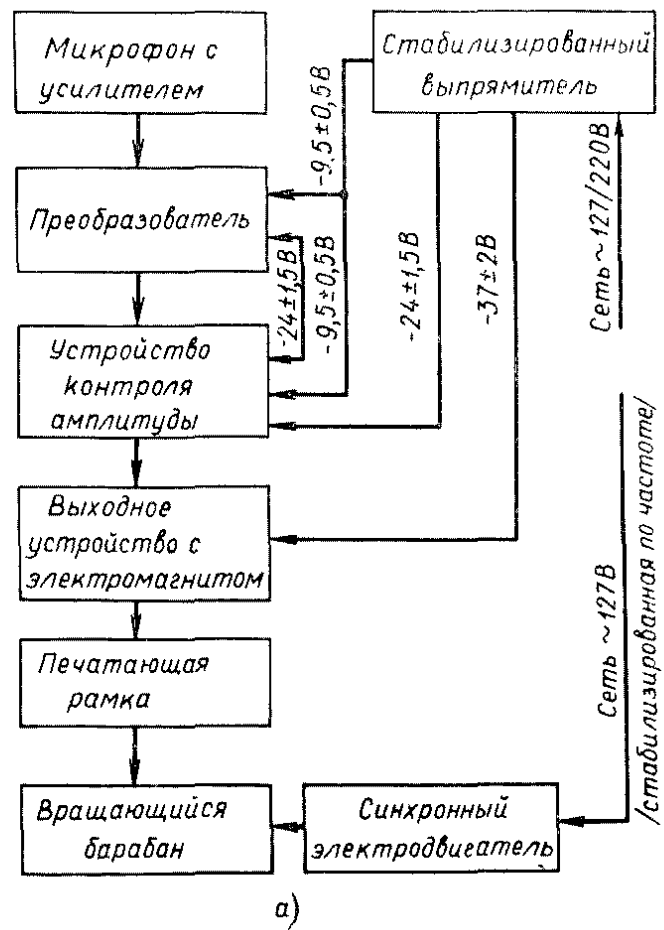 Микрофон с
усилителем
Стабилизированный
выпрямитель
-9,5±0,5В
Преобразователь
-24±1,5В
-9,5±0,5В
-24±1,5В
-37±2В
Сеть ~127/220В
Устройство
контроля
амплитуды
Выходное
устройство с
электромагнитом
Печатающая
рамка
Сеть ~127В
/стабилизированная по частоте/
Вращающийся
барабан
Синхронный
электродвигатель
а)